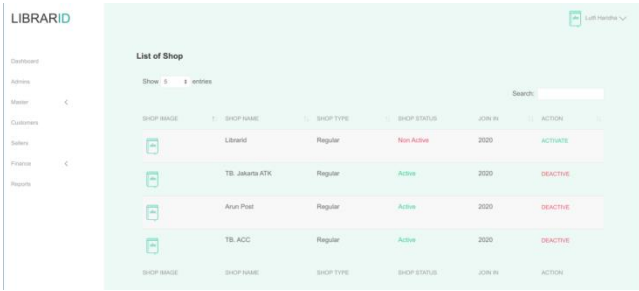 LIBRARID
Lutfi Handika
Dashboard
Admins
Master
Customers
Sellers
Finance
Reports
List of Shop
Show 5 entries
Search:
SHOP IMAGE SHOP NAME SHOP TYPE SHOP STATUS JOIN IN ACTION
Librarid Regular Non Active 2020 ACTIVATE
TB. Jakarta ATK Regular Active 2020 DEACTIVE
Arun Post Regular Active 2020 DEACTIVE
TB. ACC Regular Active 2020 DEACTIVE
SHOP IMAGE SHOP NAME SHOP TYPE SHOP STATUS JOIN IN ACTION